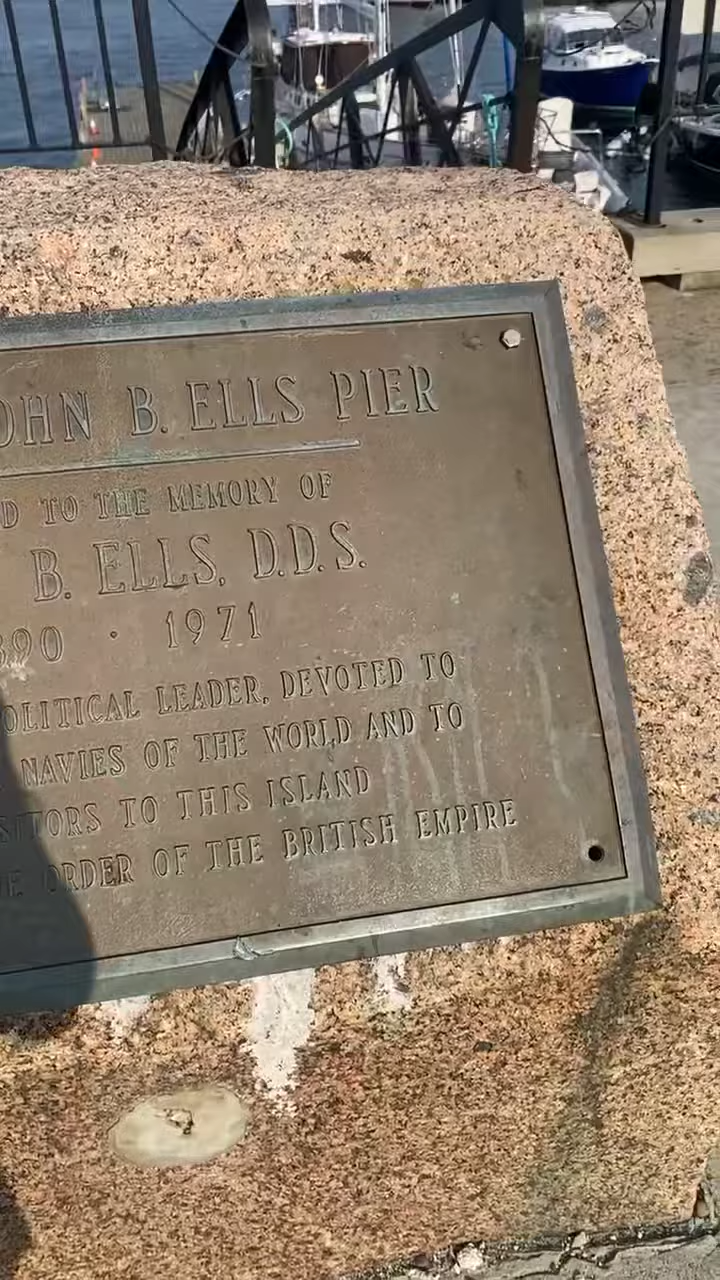 OHN B. ELLS PIER
D TO THE MEMORY OF
B. ELLS, D.D.S.
890 · 1971
OLITICAL LEADER, DEVOTED TO
NAVIES OF THE WORLD AND TO
SITORS TO THIS ISLAND
E ORDER OF THE BRITISH EMPIRE